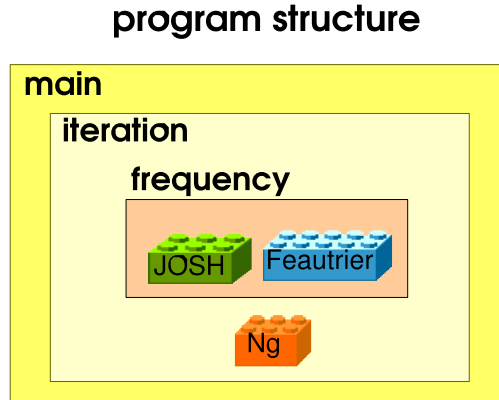 program structure
main
iteration
frequency
JOSH
Feautrier
Ng